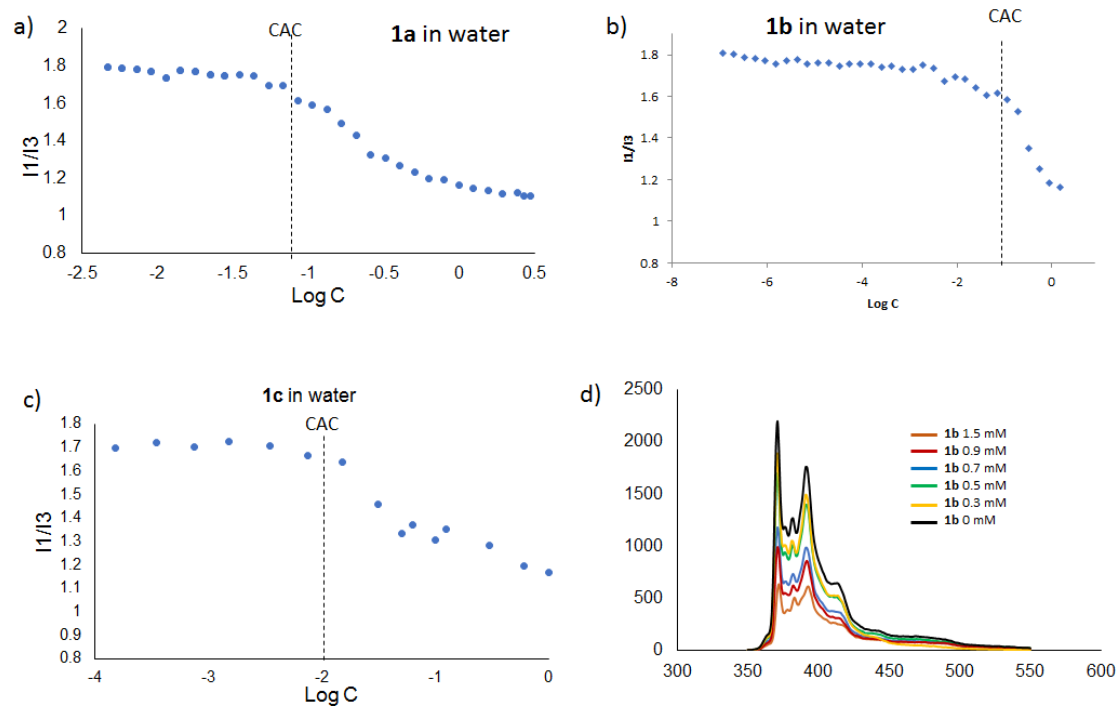 a)
1a in water
CAC
I1/I3
2
1.8
1.6
1.4
1.2
1
0.8
-2.5
-2
-1.5
-1
-0.5
0
0.5
Log C
b)
1b in water
CAC
I1/I3
1.8
1.6
1.4
1.2
1
0.8
-8
-6
-4
-2
0
Log C
c)
1c in water
CAC
I1/I3
1.8
1.7
1.6
1.5
1.4
1.3
1.2
1.1
1
0.9
0.8
-4
-3
-2
-1
0
Log C
d)
2500
2000
1500
1000
500
0
300
350
400
450
500
550
600
1b 1.5 mM
1b 0.9 mM
1b 0.7 mM
1b 0.5 mM
1b 0.3 mM
1b 0 mM